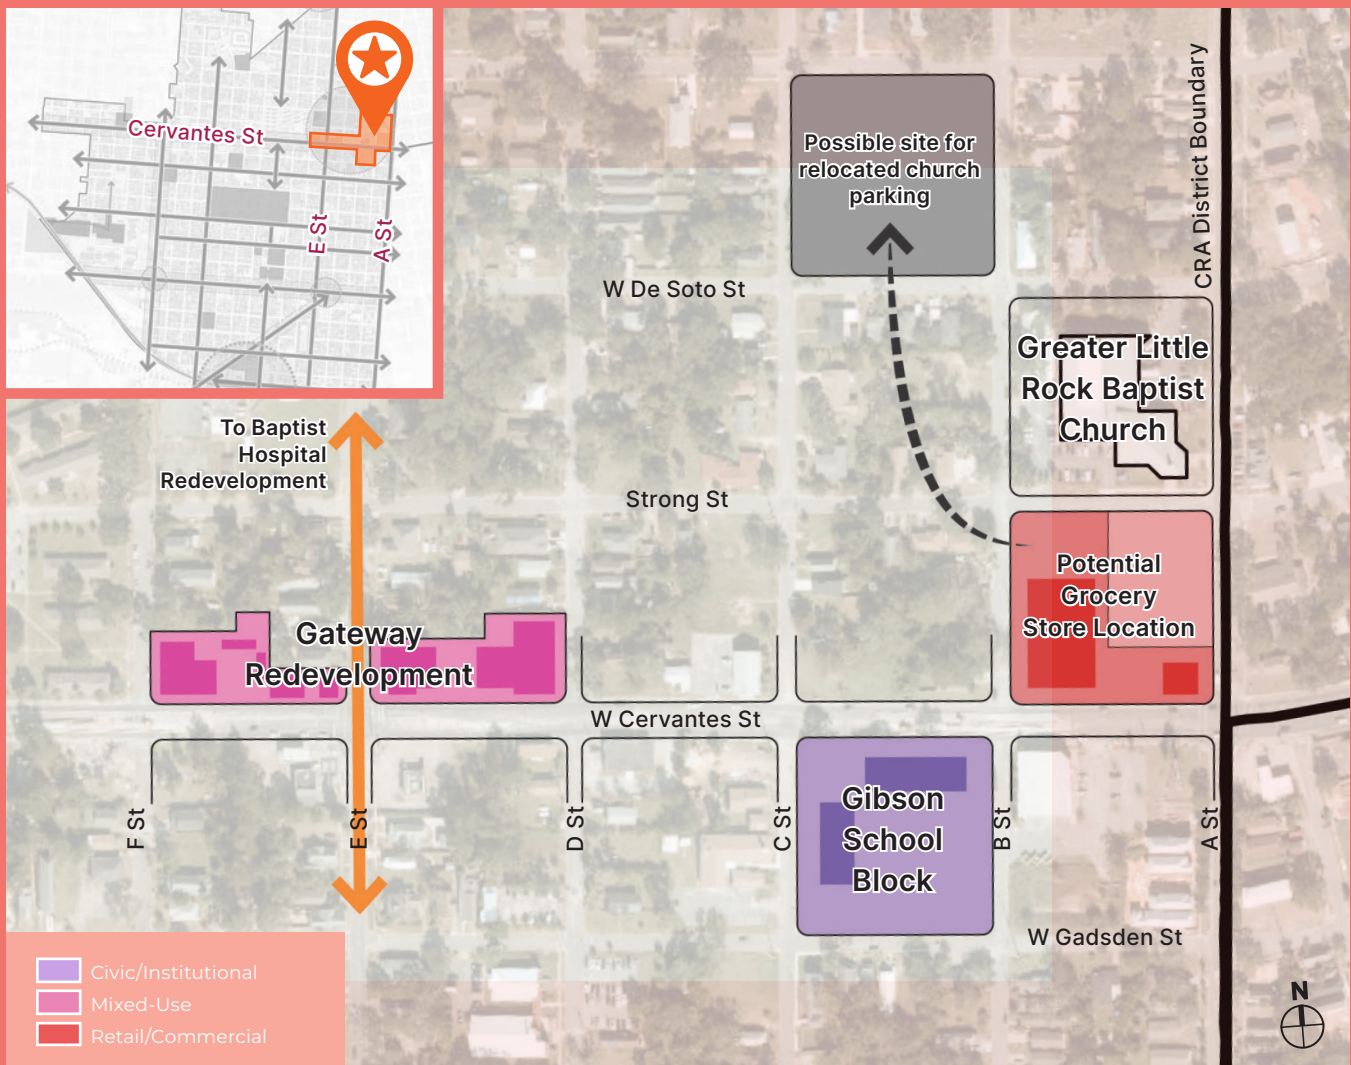 Cervantes St
E St
A St
CRA District Boundary
Possible site for
relocated church
parking
W De Soto St
Greater Little
Rock Baptist
Church
To Baptist
Hospital
Redevelopment
Strong St
Potential
Grocery
Store Location
Gateway
Redevelopment
W Cervantes St
F St
E St
D St
C St
Gibson
School
Block
B St
A St
W Gadsden St
Civic/Institutional
Mixed-Use
Retail/Commercial
N